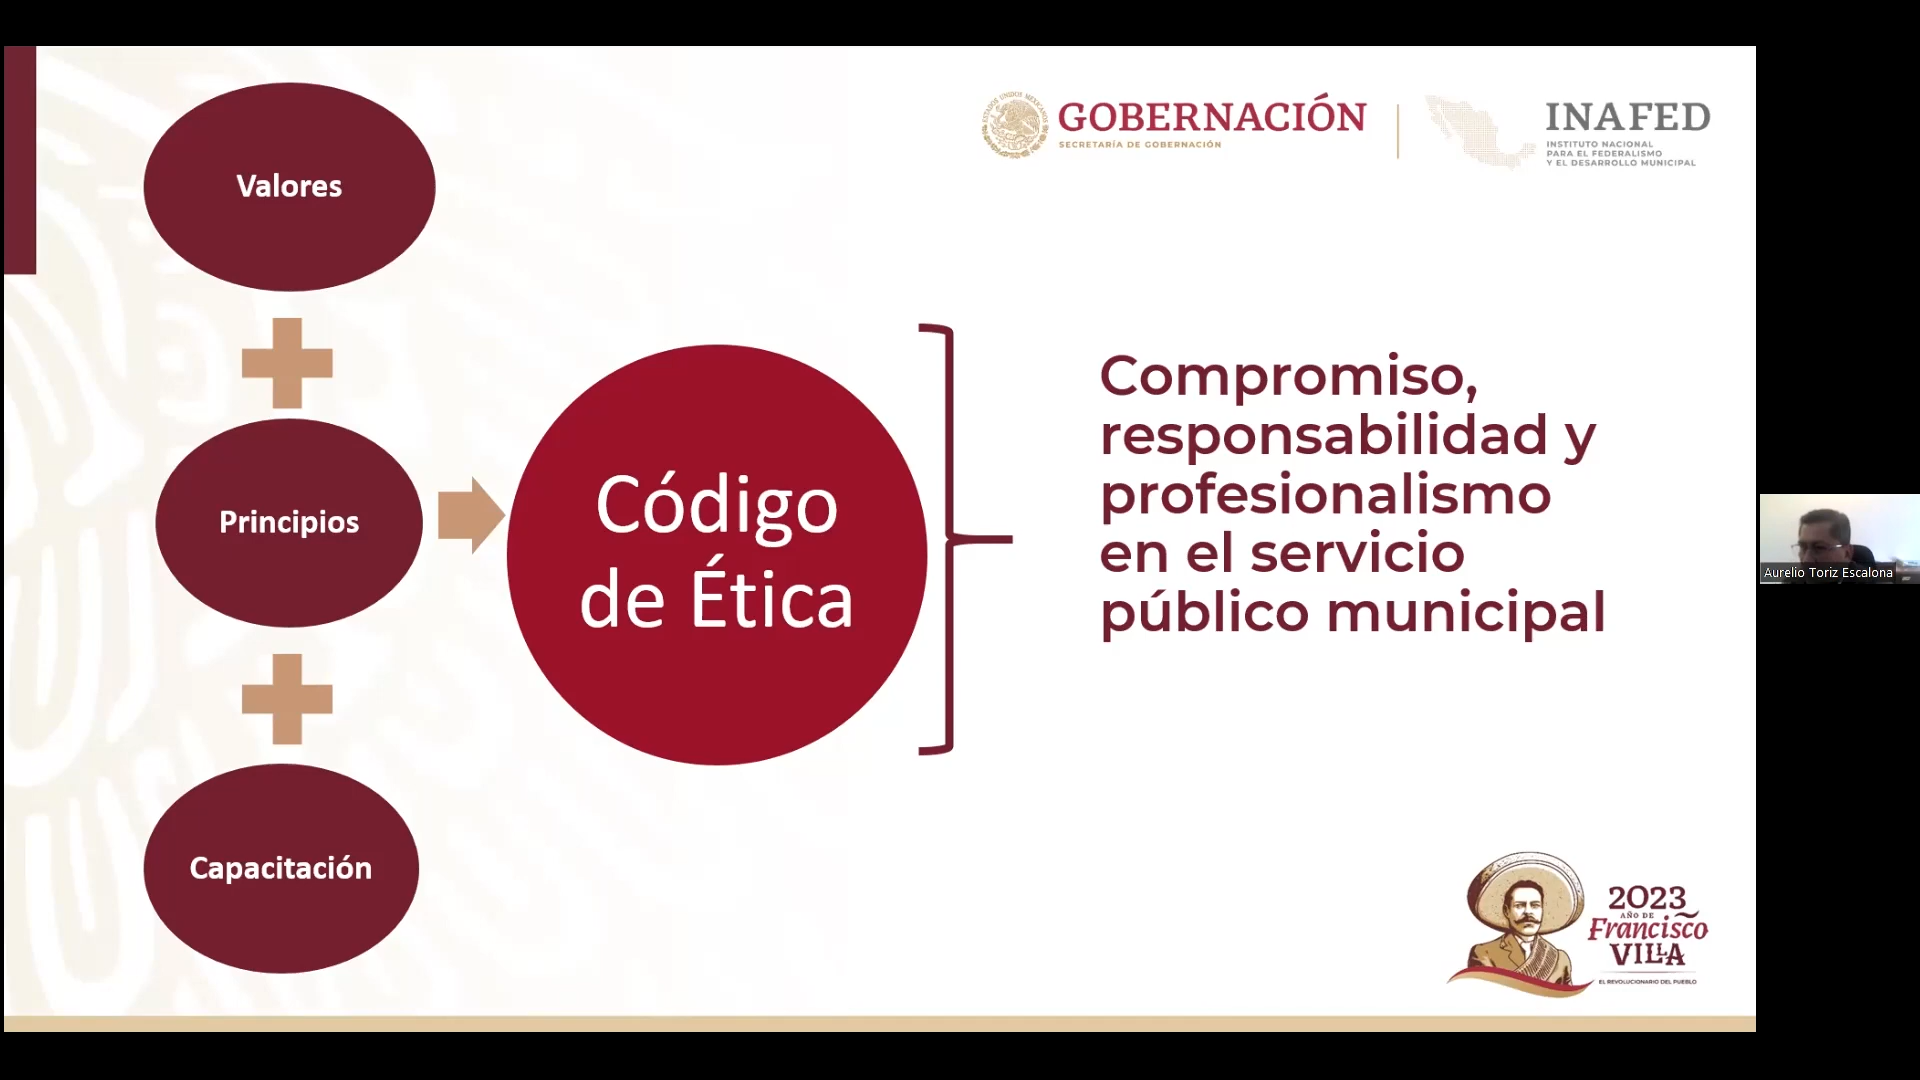 Valores
Principios
Capacitación
Código
de Ética
GOBERNACIÓN
SECRETARÍA DE GOBERNACIÓN
INAFED
INSTITUTO NACIONAL
PARA EL FEDERALISMO
Y EL DESARROLLO MUNICIPAL
Compromiso,
responsabilidad y
profesionalismo
en el servicio
público municipal
Aurelio Toriz Escalona
2023
AÑO DE
Francisco
VILLA
EL REVOLUCIONARIO DEL PUEBLO